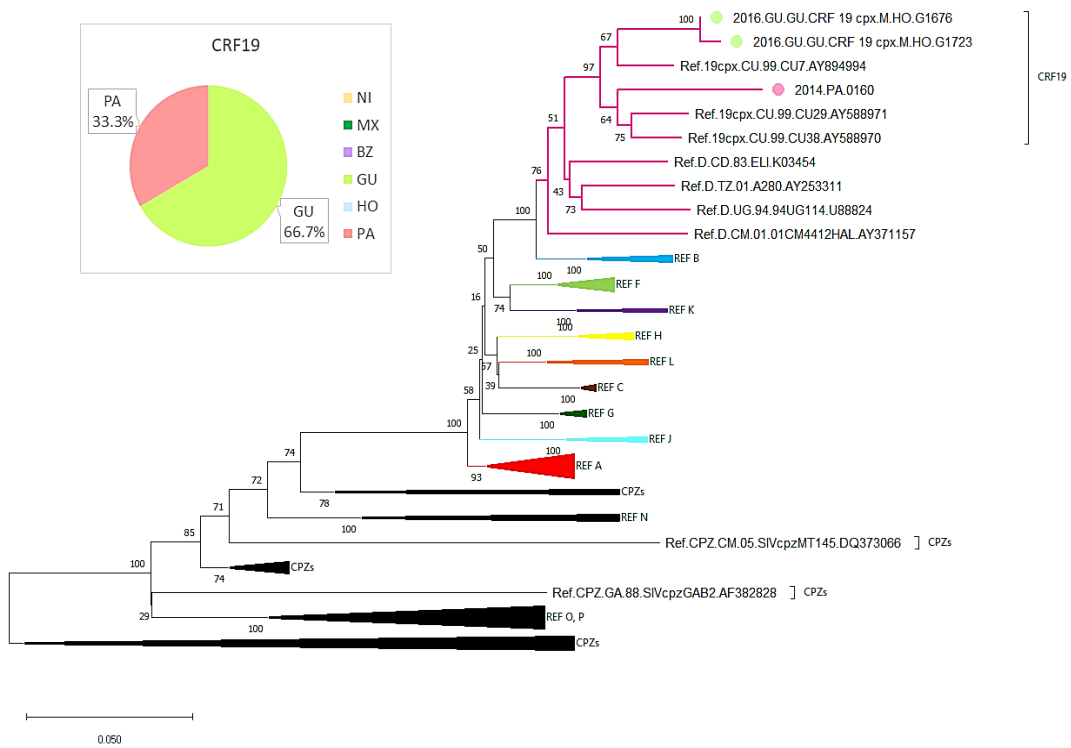 CRF19
PA
33.3%
GU
66.7%
NI
MX
BZ
GU
HO
PA
100
2016.GU.GU.CRF 19 cpx.M.HO.G1676
67
2016.GU.GU.CRF 19 cpx.M.HO.G1723
97
Ref.19cpx.CU.99.CU7.AY894994
CRF19
2014.PA.0160
51
64
Ref.19cpx.CU.99.CU29.AY588971
75
Ref.19cpx.CU.99.CU38.AY588970
76
Ref.D.CD.83.ELI.K03454
43
Ref.D.TZ.01.A280.AY253311
73
Ref.D.UG.94.94UG114.U88824
100
Ref.D.CM.01.01CM4412HAL.AY371157
50
REF B
100
100
REF F
16
74
REF K
100
100
REF H
25
57
100
REF L
39
REF C
58
100
REF G
100
100
REF J
100
REF A
74
93
72
78
CPZs
71
100
REF N
85
Ref.CPZ.CM.05.SIVcpzMT145.DQ373066
CPZs
100
74
CPZs
Ref.CPZ.GA.88.SIVcpzGAB2.AF382828
CPZs
29
100
REF O, P
CPZs
0.050